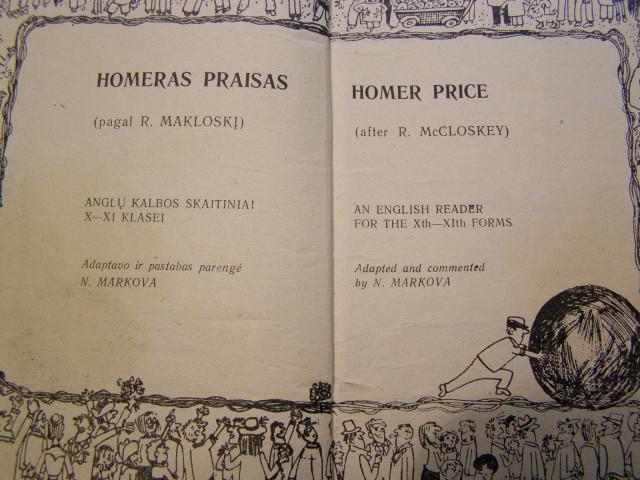 HOMERAS PRAISAS
(pagal R. MAKLOSKĮ)
ANGLŲ KALBOS SKAITINIAI
X—XI KLASEI
Adaptavo ir pastabas parengė
N. MARKOVA
HOMER PRICE
(after R. McCLOSKEY)
AN ENGLISH READER
FOR THE Xth—XIth FORMS
Adapted and commented
by N. MARKOVA